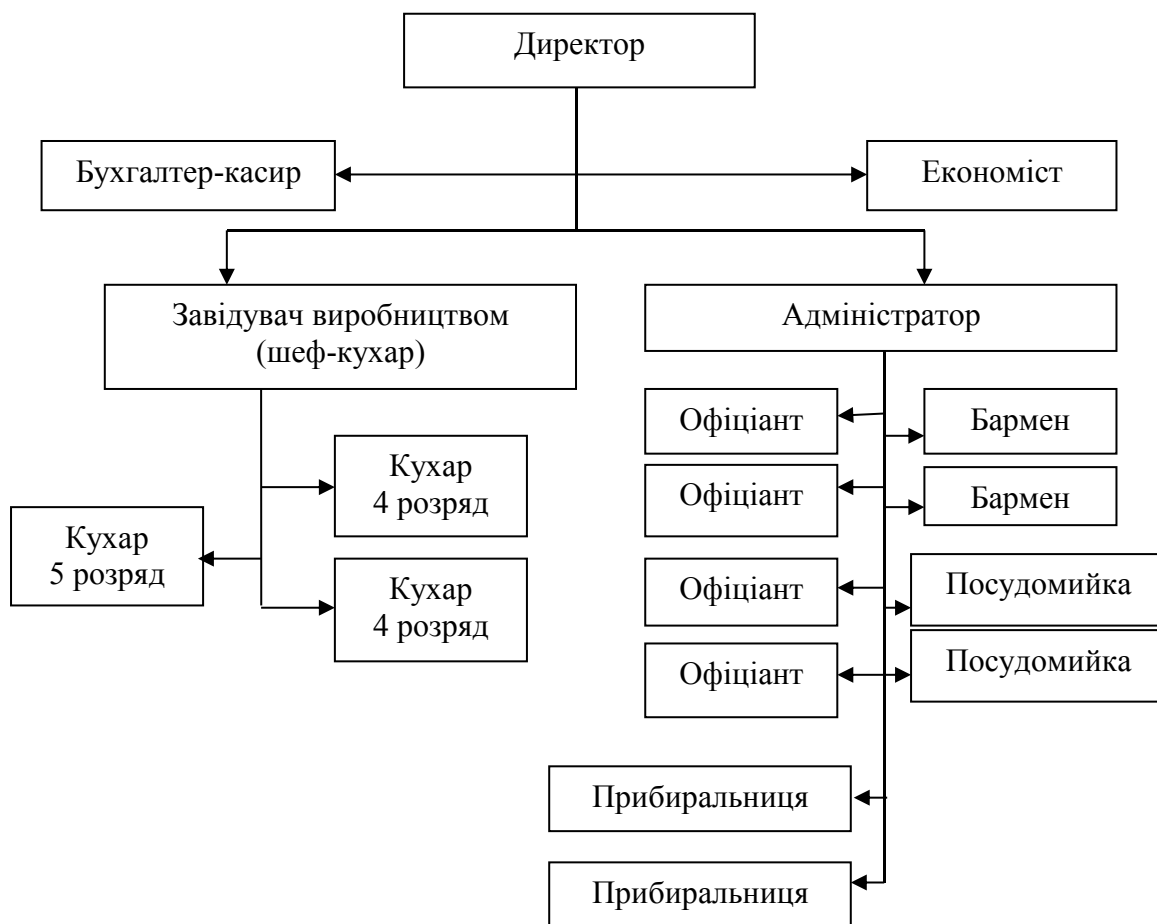 Директор
Бухгалтер-касир
Економіст
Завідувач виробництвом
(шеф-кухар)
Адміністратор
Офіціант
Бармен
Кухар
4 розряд
Офіціант
Бармен
Кухар
5 розряд
Кухар
4 розряд
Офіціант
Посудомийка
Офіціант
Посудомийка
Прибиральниця
Прибиральниця